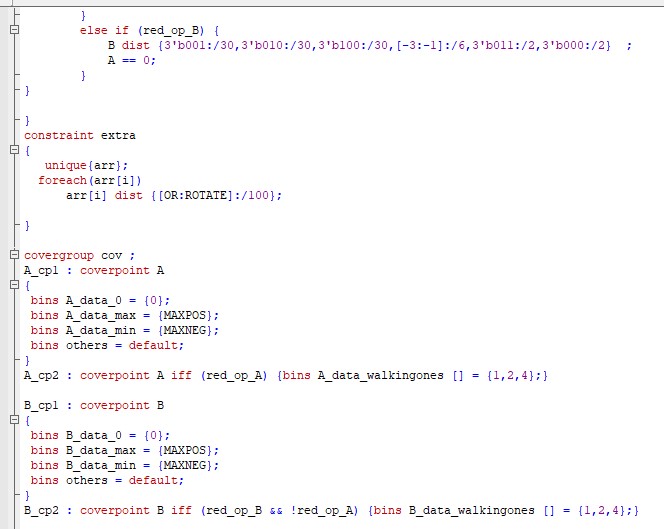 }
else if (red_op_B) {
B dist {3'b001:/30,3'b010:/30,3'b100:/30,[-3:-1]:/6,3'b011:/2,3'b000:/2} ;
A == 0;
}
}
}
constraint extra
{
unique{arr};
foreach(arr[i])
arr[i] dist {[OR:ROTATE]:/100};
}
covergroup cov ;
A_cp1 : coverpoint A
{
bins A_data_0 = {0};
bins A_data_max = {MAXPOS};
bins A_data_min = {MAXNEG};
bins others = default;
}
A_cp2 : coverpoint A iff (red_op_A) {bins A_data_walkingones [] = {1,2,4};}
B_cp1 : coverpoint B
{
bins B_data_0 = {0};
bins B_data_max = {MAXPOS};
bins B_data_min = {MAXNEG};
bins others = default;
}
B_cp2 : coverpoint B iff (red_op_B && !red_op_A) {bins B_data_walkingones [] = {1,2,4};}